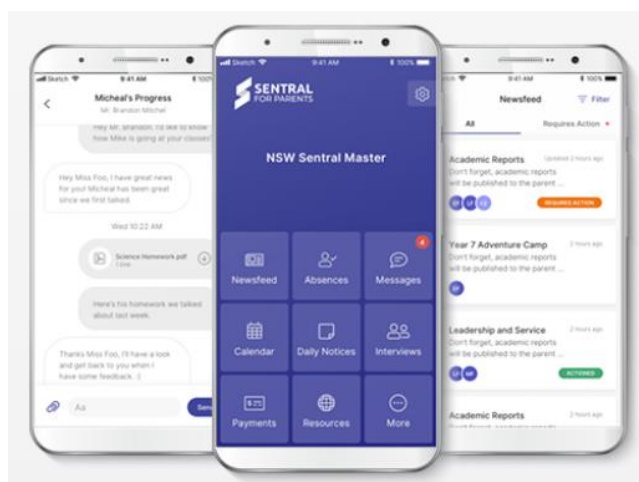 Sketch
9:41 AM
100%
Micheal's Progress
Mr. Brandon Mitchel
Hey Mr. Brandon. I'd like to know
how Mike is going at your classes?
Hey Miss Foo, I have great news
for you! Micheal has been great
since we first talked.
Wed 10:22 AM
Science Homework.pdf
Here's his homework we talked
about last week.
Thanks Miss Foo, I'll have a look
and get back to you when I
have some feedback. :)
Aa
Sen
Sketch
9:41 AM
100%
SENTRAL
FOR PARENTS
NSW Sentral Master
Newsfeed
Absences
4
Messages
Calendar
Daily Notices
Interviews
Payments
Resources
More
9:41 AM
100%
Newsfeed
Filter
All
Requires Action
Academic Reports
Updated 2 hours ago
Don't forget, academic reports
will be published to the parent ...
REQUIRES ACTION
Year 7 Adventure Camp
2 hours ago
Don't forget, academic reports
will be published to the parent ...
Leadership and Service
2 hours ago
Don't forget, academic reports
will be published to the parent ...
ACTIONED
Academic Reports
2 hours ago
Don't forget, academic reports